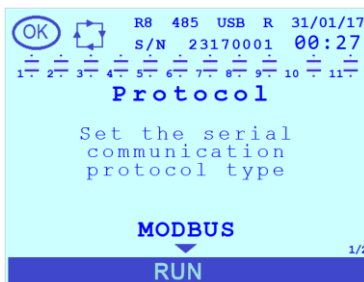 OK R8 485 USB R 31/01/17
S/N 23170001 00:27
1 2 3 4 5 6 7 8 9 10 11
Protocol
Set the serial
communication
protocol type
MODBUS
1/2
RUN